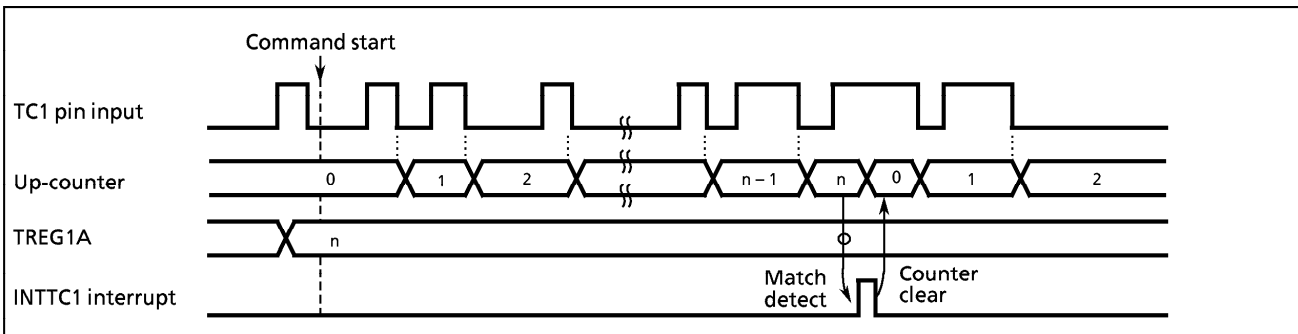 Command start
TC1 pin input
Up-counter 0 1 2 n – 1 n 0 1 2
TREG1A n
Match detect
Counter clear
INTTC1 interrupt